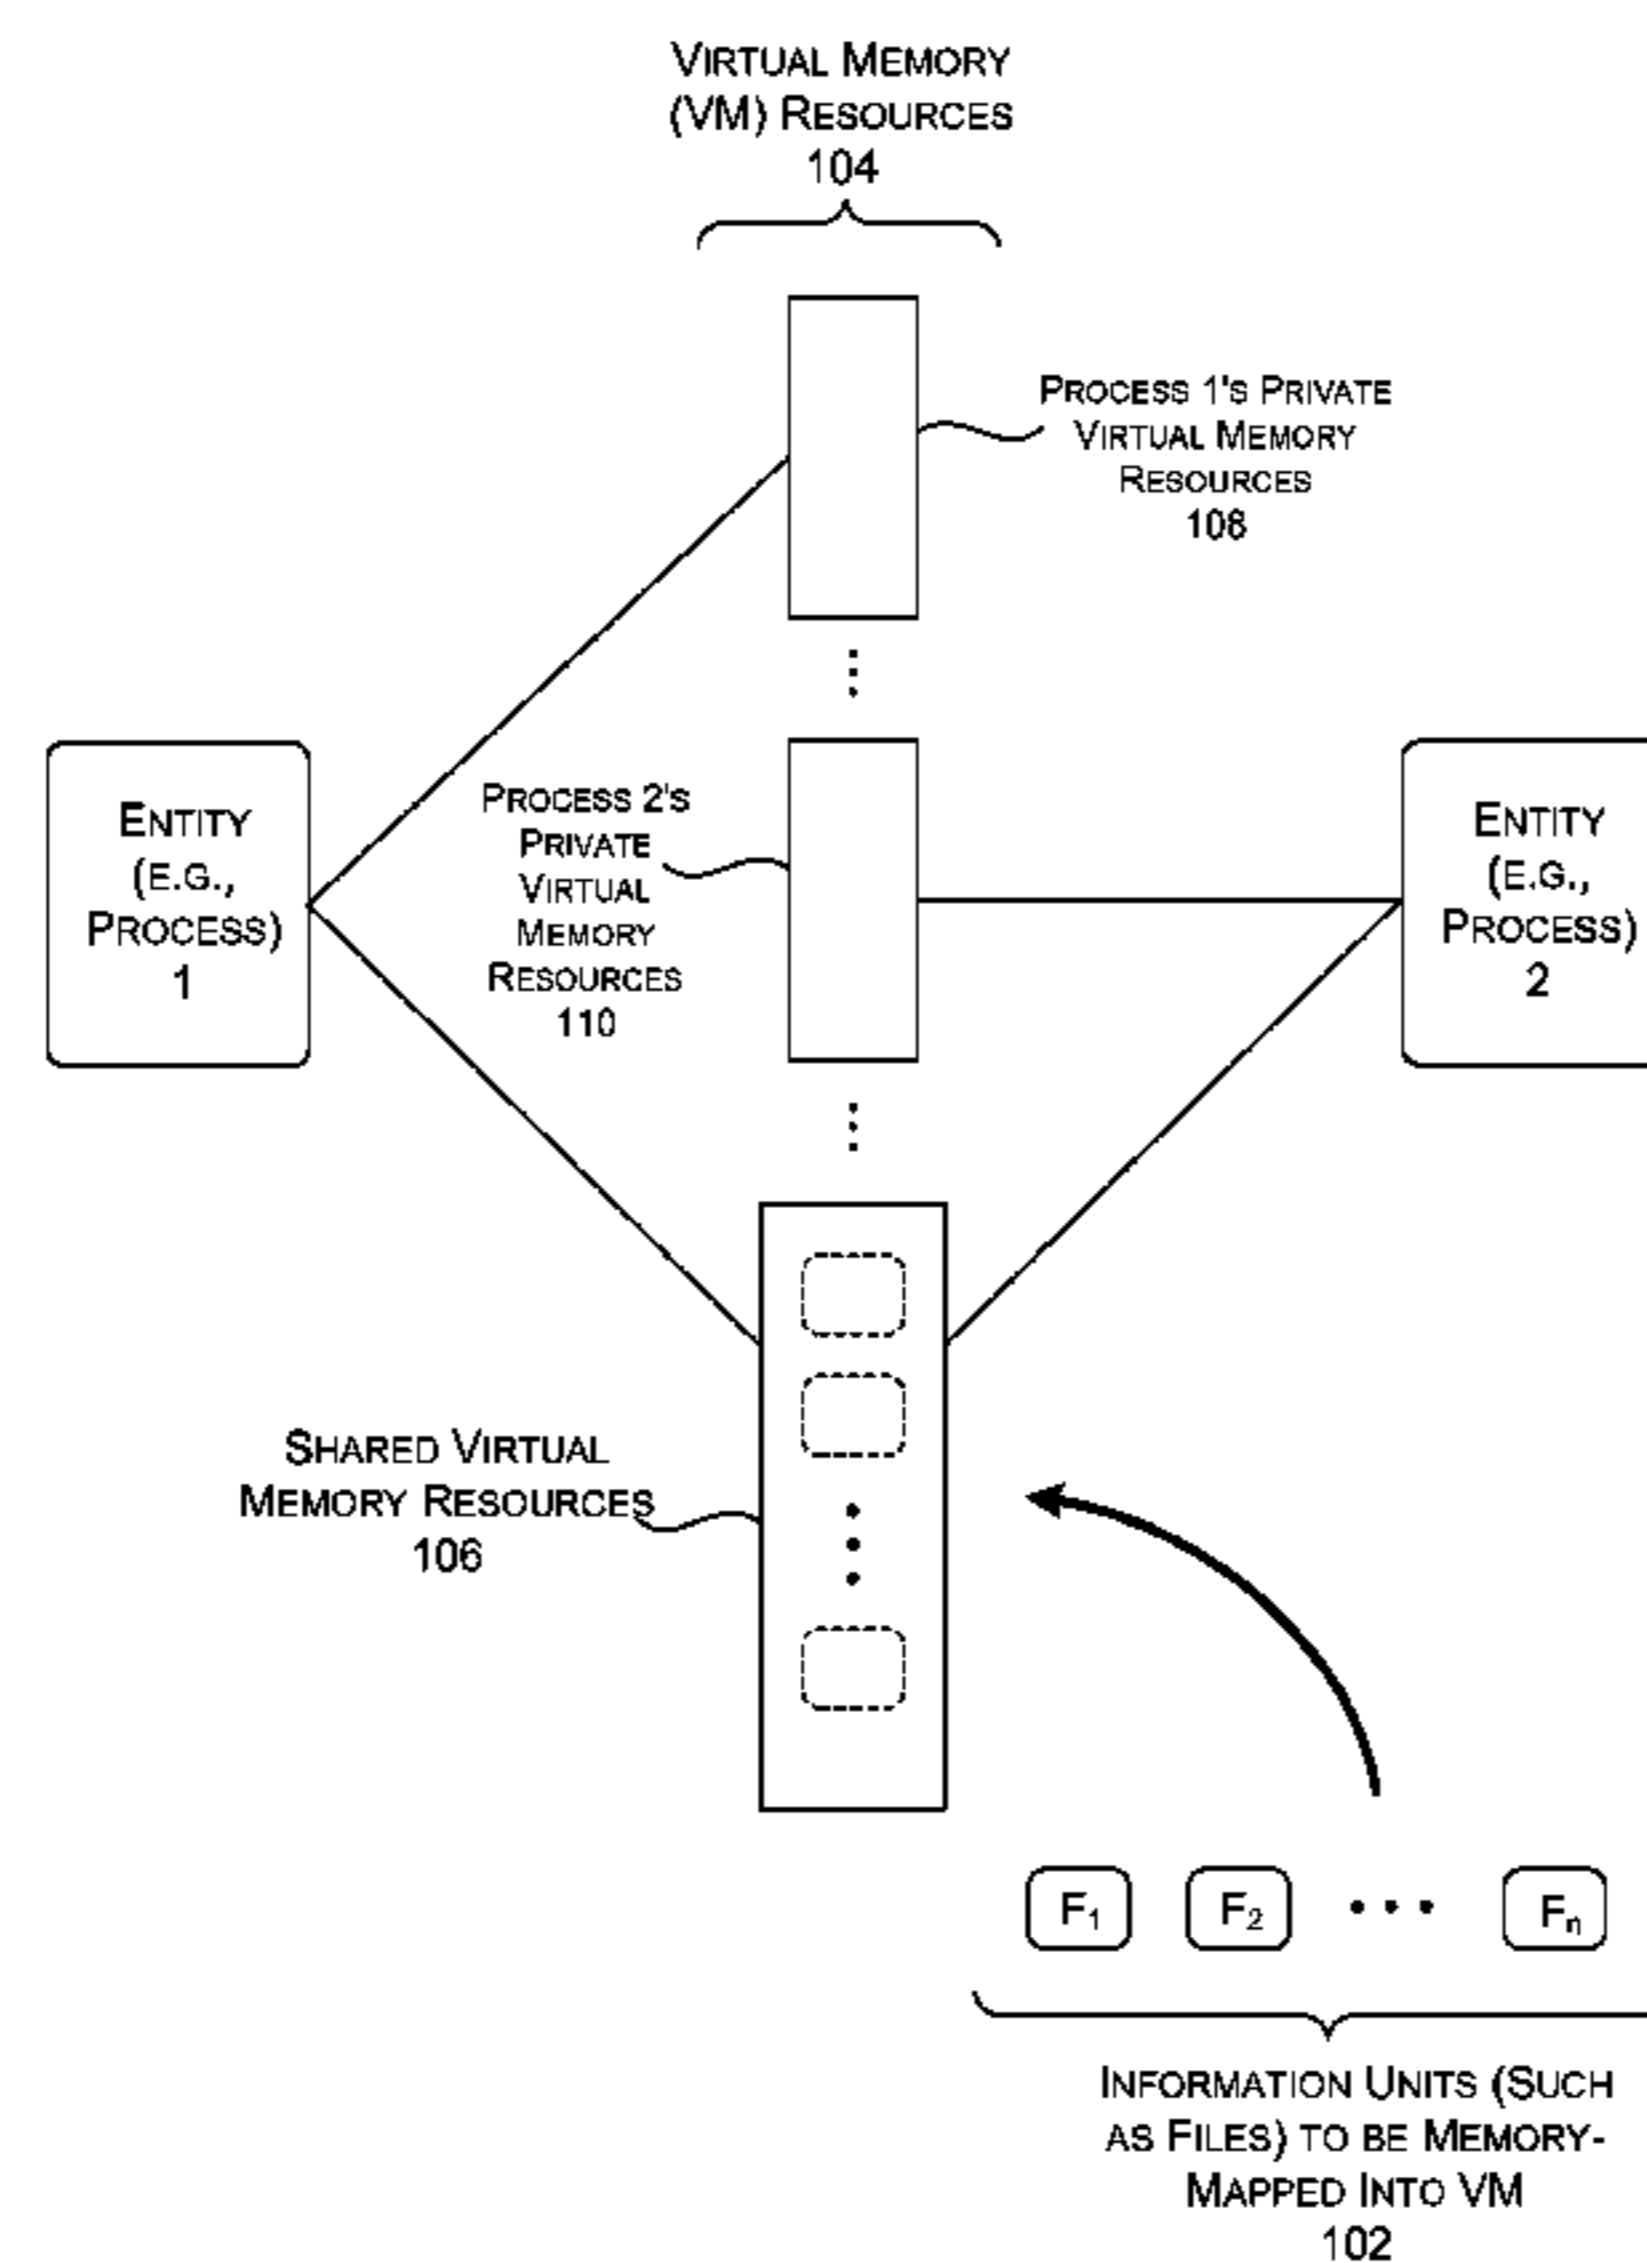 VIRTUAL MEMORY
(VM) RESOURCES
104
PROCESS 1'S PRIVATE
VIRTUAL MEMORY
RESOURCES
108
ENTITY
(E.G.,
PROCESS)
1
PROCESS 2'S
PRIVATE
VIRTUAL
MEMORY
RESOURCES
110
ENTITY
(E.G.,
PROCESS)
2
SHARED VIRTUAL
MEMORY RESOURCES
106
F₁ F₂ • • • Fₙ
INFORMATION UNITS (SUCH
AS FILES) TO BE MEMORY-
MAPPED INTO VM
102